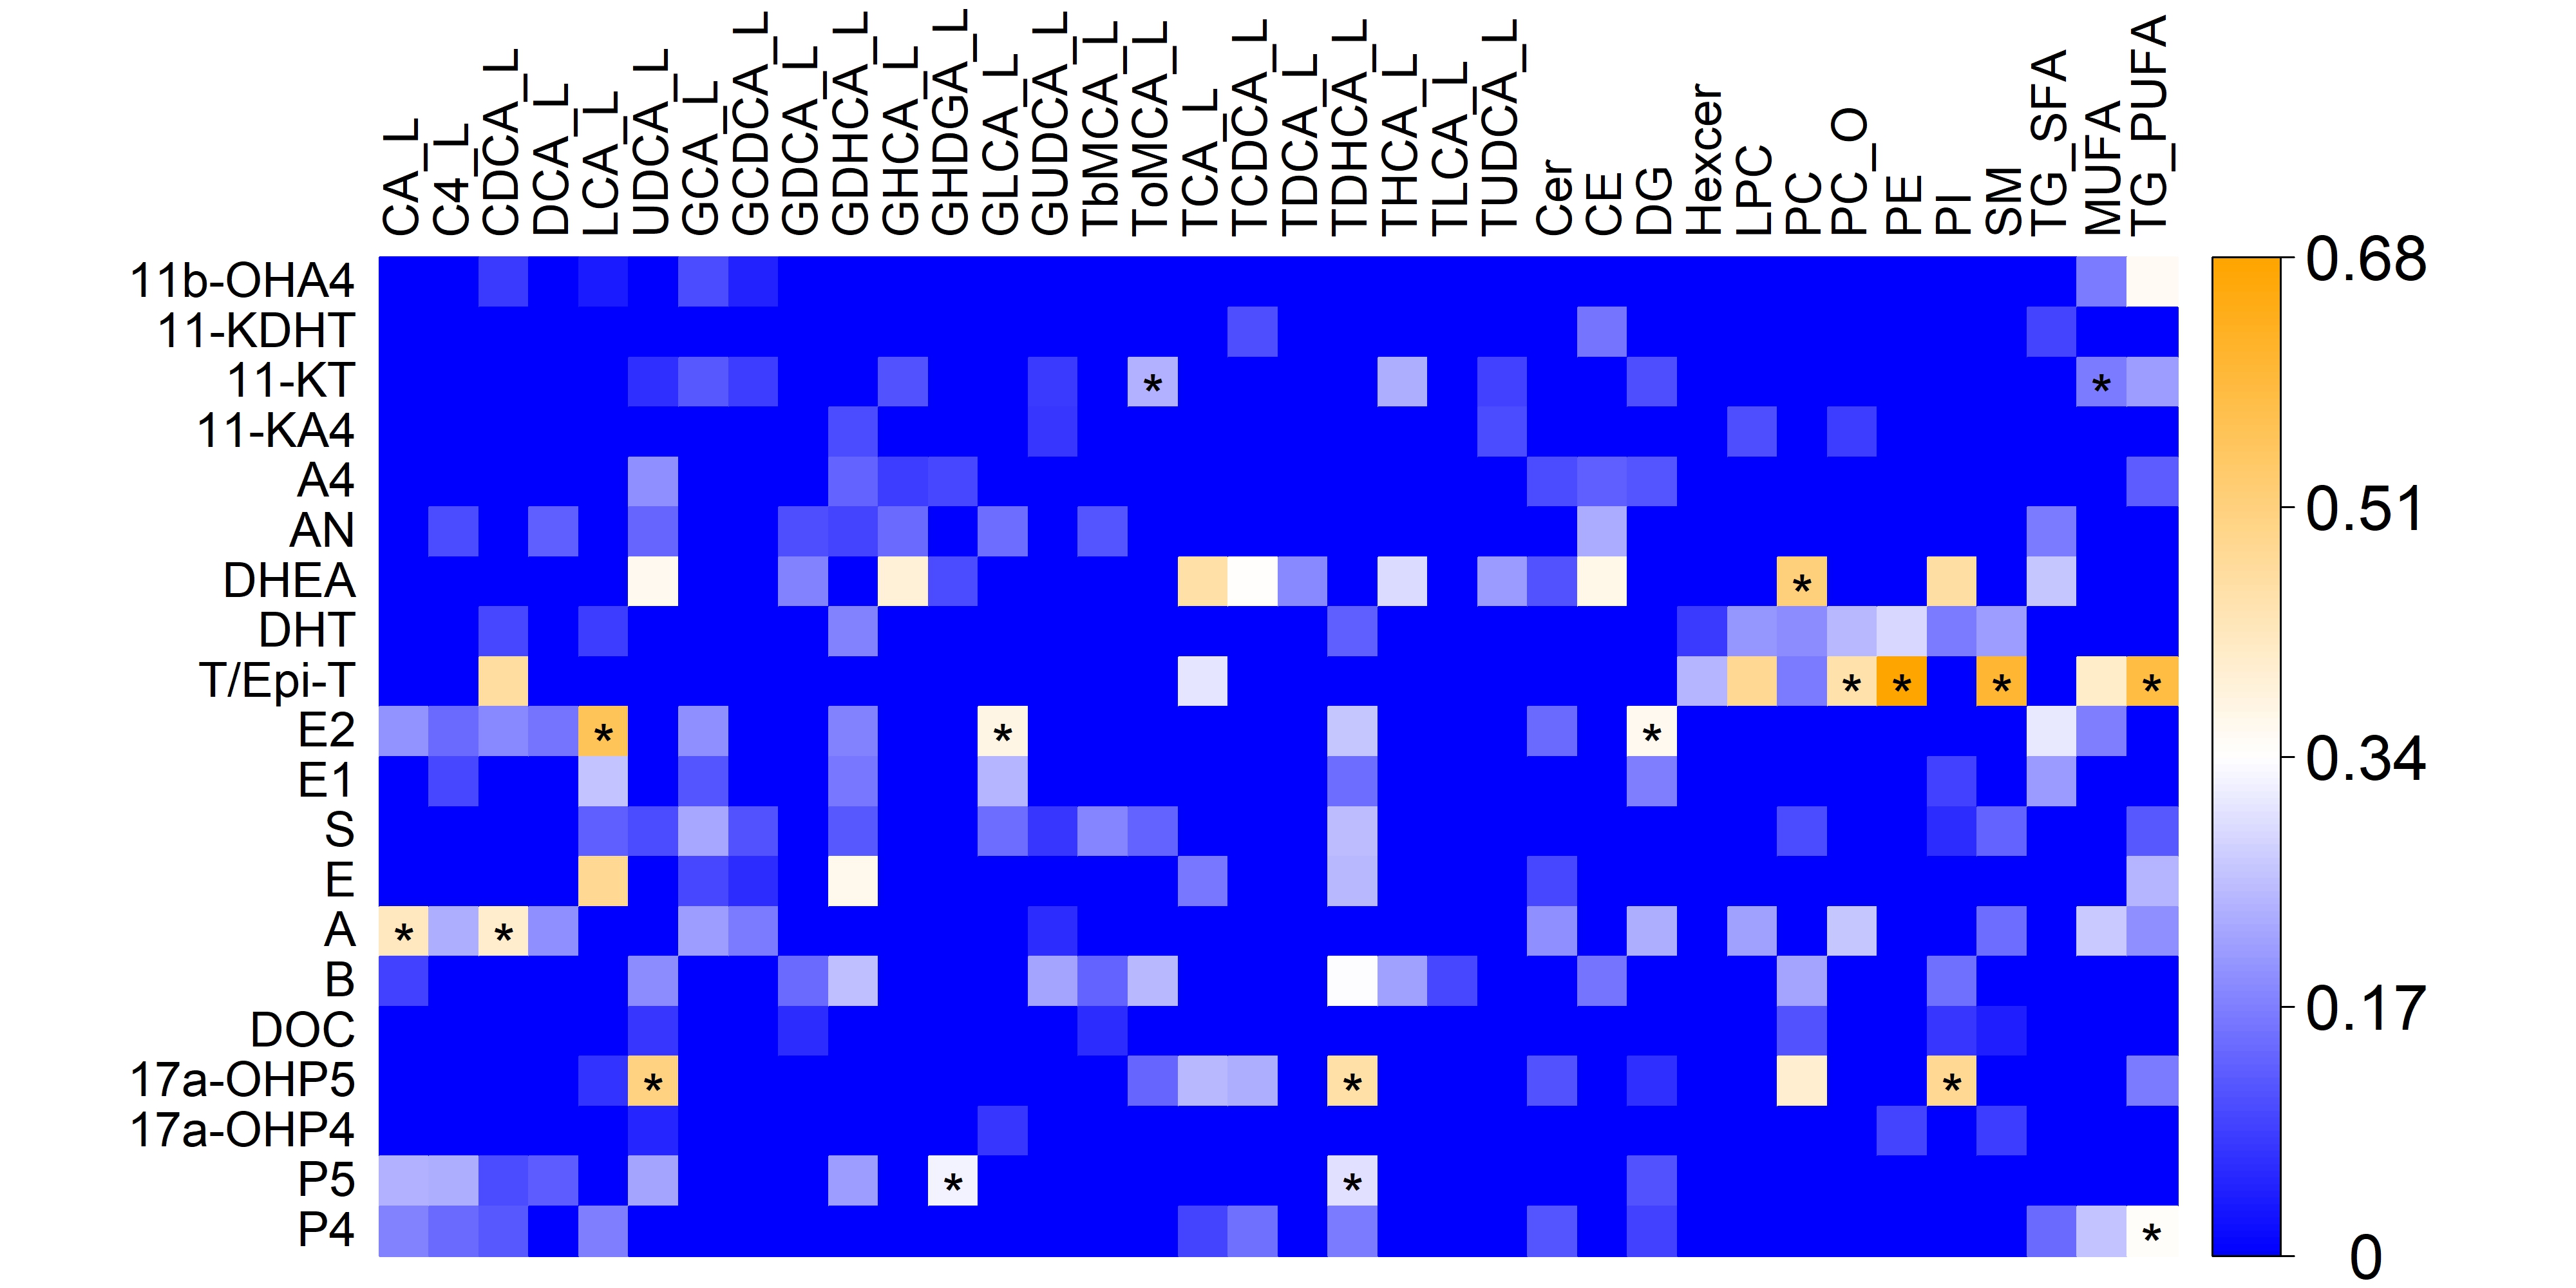 CA_L
C4_L
CDCA_L
DCA_L
LCA_L
UDCA_L
GCA_L
GCDCA_L
GDCA_L
GDHCA_L
GHCA_L
GHDGA_L
GLCA_L
GUDCA_L
TbMCA_L
ToMCA_L
TCA_L
TCDCA_L
TDCA_L
TDHCA_L
THCA_L
TLCA_L
TUDCA_L
Cer
CE
DG
Hexcer
LPC
PC
PC_O
PE
PI
SM
TG_SFA
MUFA
TG_PUFA
11b-OHA4
11-KDHT
11-KT
* *
11-KA4
A4
AN
DHEA
*
DHT
T/Epi-T
* * * *
E2
* * *
E1
S
E
A
* *
B
DOC
17a-OHP5
* * *
17a-OHP4
P5
* *
P4
*
0.68
0.51
0.34
0.17
0